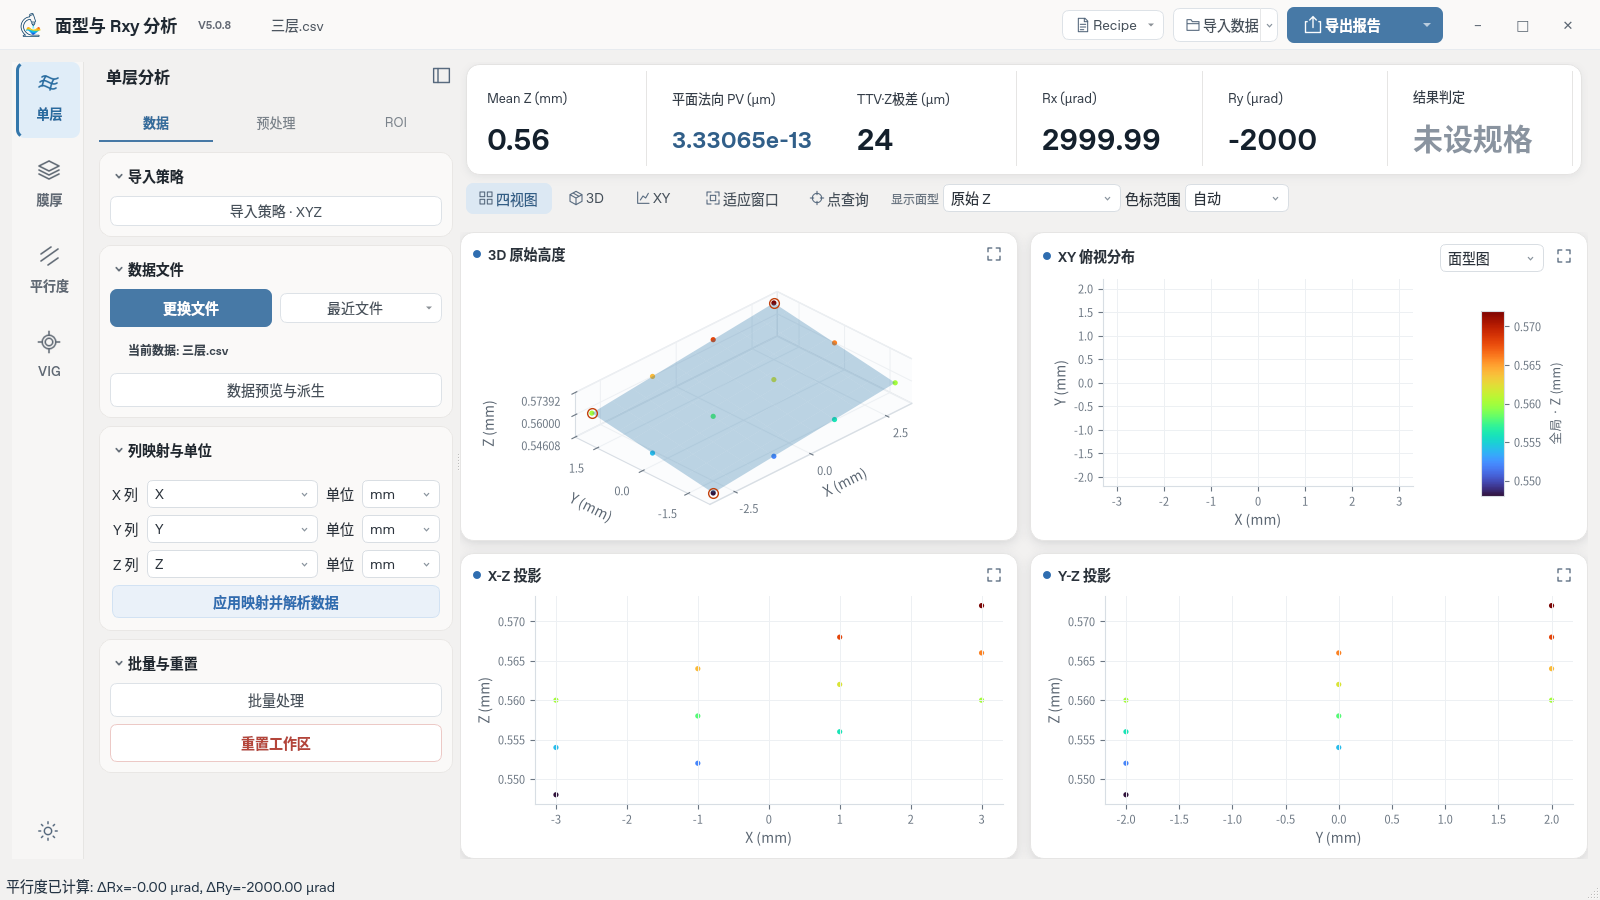 面型与 Rxy 分析 V5.0.8 三层.csv Recipe 导入数据 导出报告
单层
膜厚
平行度
VIG
单层分析
数据 预处理 ROI
导入策略
导入策略 · XYZ
数据文件
更换文件 最近文件
当前数据: 三层.csv
数据预览与派生
列映射与单位
X 列 X 单位 mm
Y 列 Y 单位 mm
Z 列 Z 单位 mm
应用映射并解析数据
批量与重置
批量处理
重置工作区
Mean Z (mm) 平面法向 PV (μm) TTV·Z极差 (μm) Rx (μrad) Ry (μrad) 结果判定
0.56 3.33065e-13 24 2999.99 -2000 未设规格
四视图 3D XY 适应窗口 点查询 显示面型 原始 Z 色标范围 自动
3D 原始高度
0.57392
0.56000
0.54608
Z (mm)
1.5
0.0
-1.5
Y (mm)
-2.5
0.0
2.5
X (mm)
XY 俯视分布 面型图
2.0
1.5
1.0
0.5
0.0
-0.5
-1.0
-1.5
-2.0
Y (mm)
-3 -2 -1 0 1 2 3
X (mm)
0.570
0.565
0.560
0.555
0.550
全局 · Z (mm)
X-Z 投影
0.570
0.565
0.560
0.555
0.550
Z (mm)
-3 -2 -1 0 1 2 3
X (mm)
Y-Z 投影
0.570
0.565
0.560
0.555
0.550
Z (mm)
-2.0 -1.5 -1.0 -0.5 0.0 0.5 1.0 1.5 2.0
Y (mm)
平行度已计算: ΔRx=-0.00 μrad, ΔRy=-2000.00 μrad